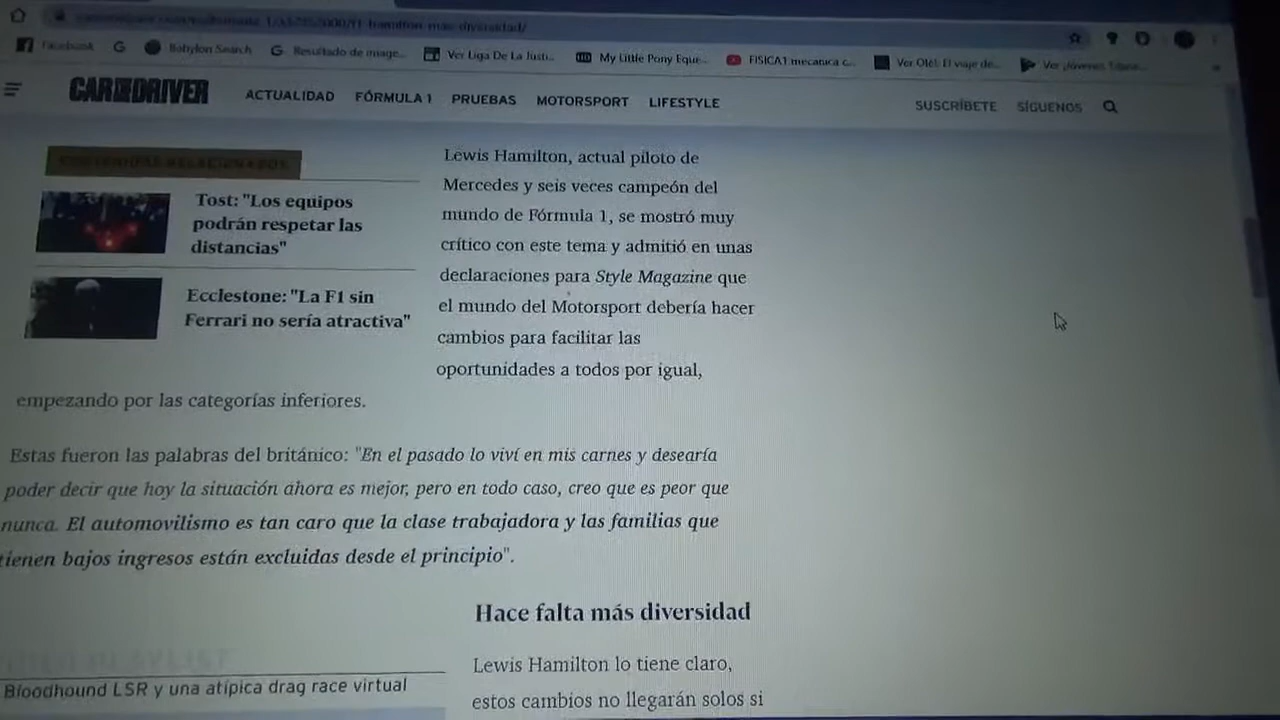 /f1-hamilton-mas-diversidad/
Facebook
G
Babylon Search
G Resultado de image...
Ver Liga De La Justi...
My Little Pony Eque...
FISICA1 mecanica c...
Ver Olé!: El viaje de...
CAR AND DRIVER
ACTUALIDAD
FÓRMULA 1
PRUEBAS
MOTORSPORT
LIFESTYLE
SUSCRÍBETE
SÍGUENOS
Tost: "Los equipos
podrán respetar las
distancias"
Ecclestone: "La F1 sin
Ferrari no sería atractiva"
Lewis Hamilton, actual piloto de
Mercedes y seis veces campeón del
mundo de Fórmula 1, se mostró muy
crítico con este tema y admitió en unas
declaraciones para Style Magazine que
el mundo del Motorsport debería hacer
cambios para facilitar las
oportunidades a todos por igual,
empezando por las categorías inferiores.
Estas fueron las palabras del británico: "En el pasado lo viví en mis carnes y desearía
poder decir que hoy la situación ahora es mejor, pero en todo caso, creo que es peor que
nunca. El automovilismo es tan caro que la clase trabajadora y las familias que
tienen bajos ingresos están excluidas desde el principio".
Hace falta más diversidad
Bloodhound LSR y una atípica drag race virtual
Lewis Hamilton lo tiene claro,
estos cambios no llegarán solos si